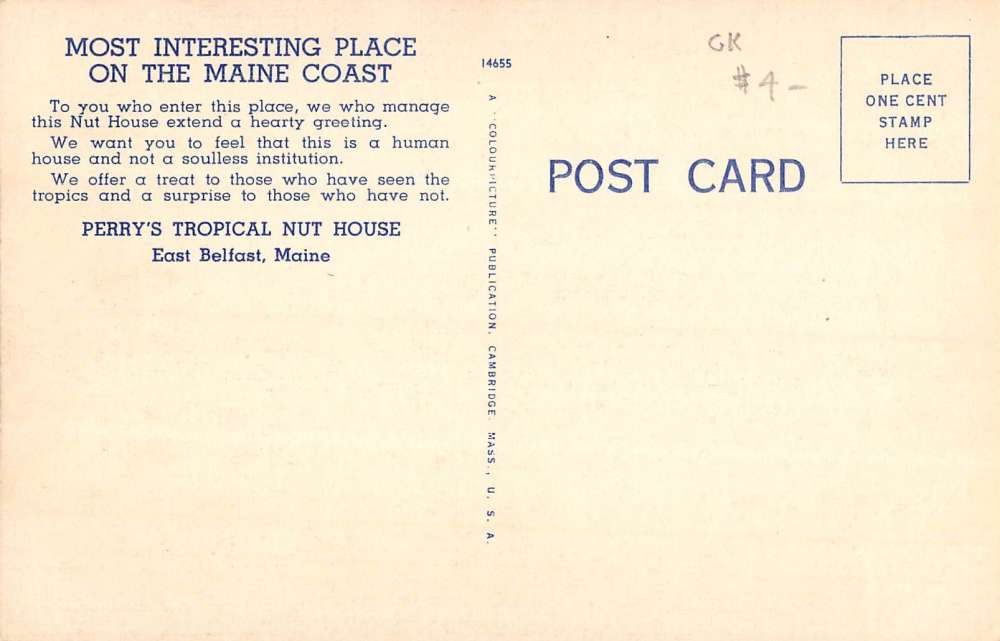 MOST INTERESTING PLACE
ON THE MAINE COAST
To you who enter this place, we who manage
this Nut House extend a hearty greeting.
We want you to feel that this is a human
house and not a soulless institution.
We offer a treat to those who have seen the
tropics and a surprise to those who have not.
PERRY'S TROPICAL NUT HOUSE
East Belfast, Maine
14655
A "COLOURPICTURE" PUBLICATION, CAMBRIDGE, MASS., U. S. A.
GK
#4-
POST CARD
PLACE
ONE CENT
STAMP
HERE